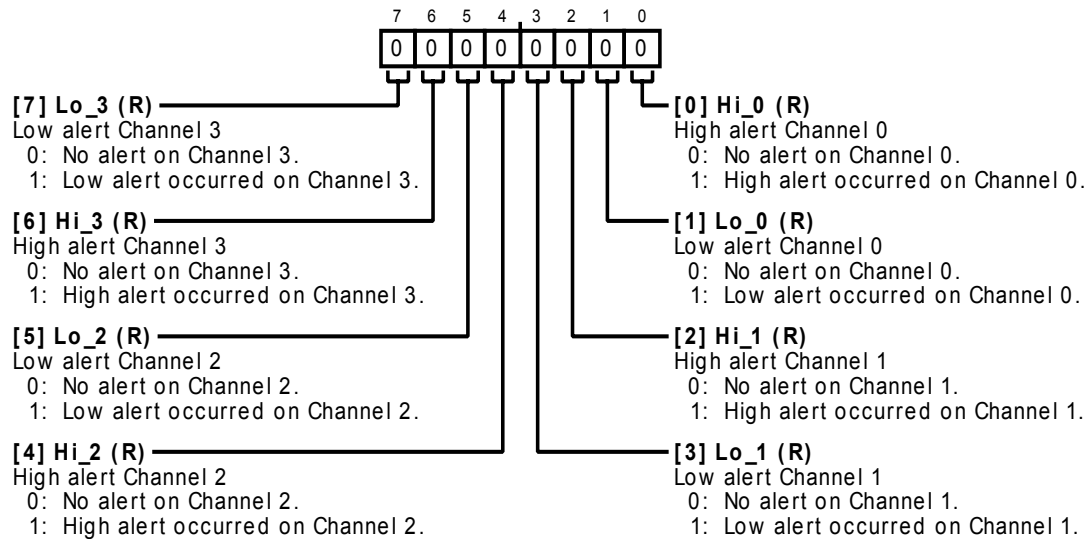 7 6 5 4 3 2 1 0
0 0 0 0 0 0 0 0
[7] Lo_3 (R)
Low alert Channel 3
0: No alert on Channel 3.
1: Low alert occurred on Channel 3.
[6] Hi_3 (R)
High alert Channel 3
0: No alert on Channel 3.
1: High alert occurred on Channel 3.
[5] Lo_2 (R)
Low alert Channel 2
0: No alert on Channel 2.
1: Low alert occurred on Channel 2.
[4] Hi_2 (R)
High alert Channel 2
0: No alert on Channel 2.
1: High alert occurred on Channel 2.
[0] Hi_0 (R)
High alert Channel 0
0: No alert on Channel 0.
1: High alert occurred on Channel 0.
[1] Lo_0 (R)
Low alert Channel 0
0: No alert on Channel 0.
1: Low alert occurred on Channel 0.
[2] Hi_1 (R)
High alert Channel 1
0: No alert on Channel 1.
1: High alert occurred on Channel 1.
[3] Lo_1 (R)
Low alert Channel 1
0: No alert on Channel 1.
1: Low alert occurred on Channel 1.